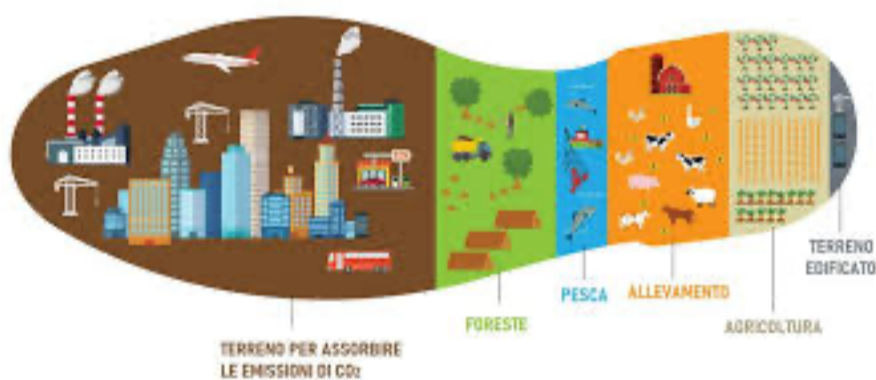 TERRENO PER ASSORBIRE
LE EMISSIONI DI CO₂
FORESTE
PESCA
ALLEVAMENTO
AGRICOLTURA
TERRENO
EDIFICATO